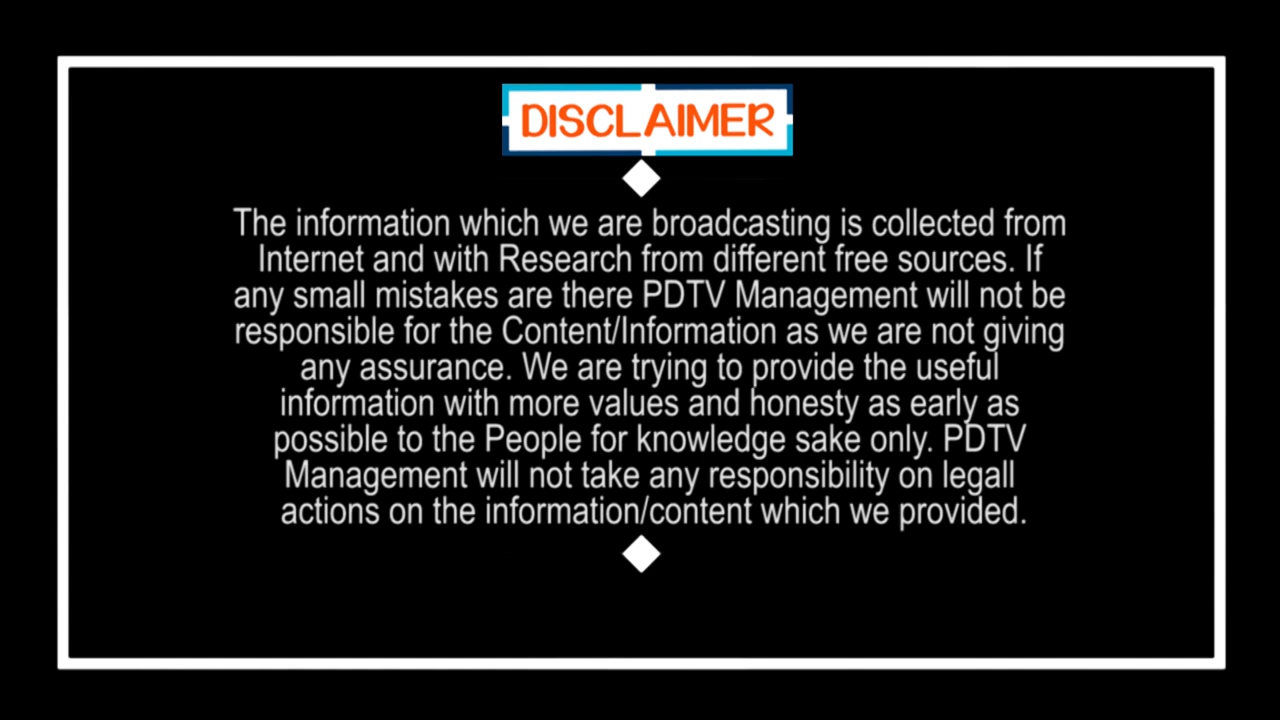 DISCLAIMER
The information which we are broadcasting is collected from
Internet and with Research from different free sources. If
any small mistakes are there PDTV Management will not be
responsible for the Content/Information as we are not giving
any assurance. We are trying to provide the useful
information with more values and honesty as early as
possible to the People for knowledge sake only. PDTV
Management will not take any responsibility on legall
actions on the information/content which we provided.